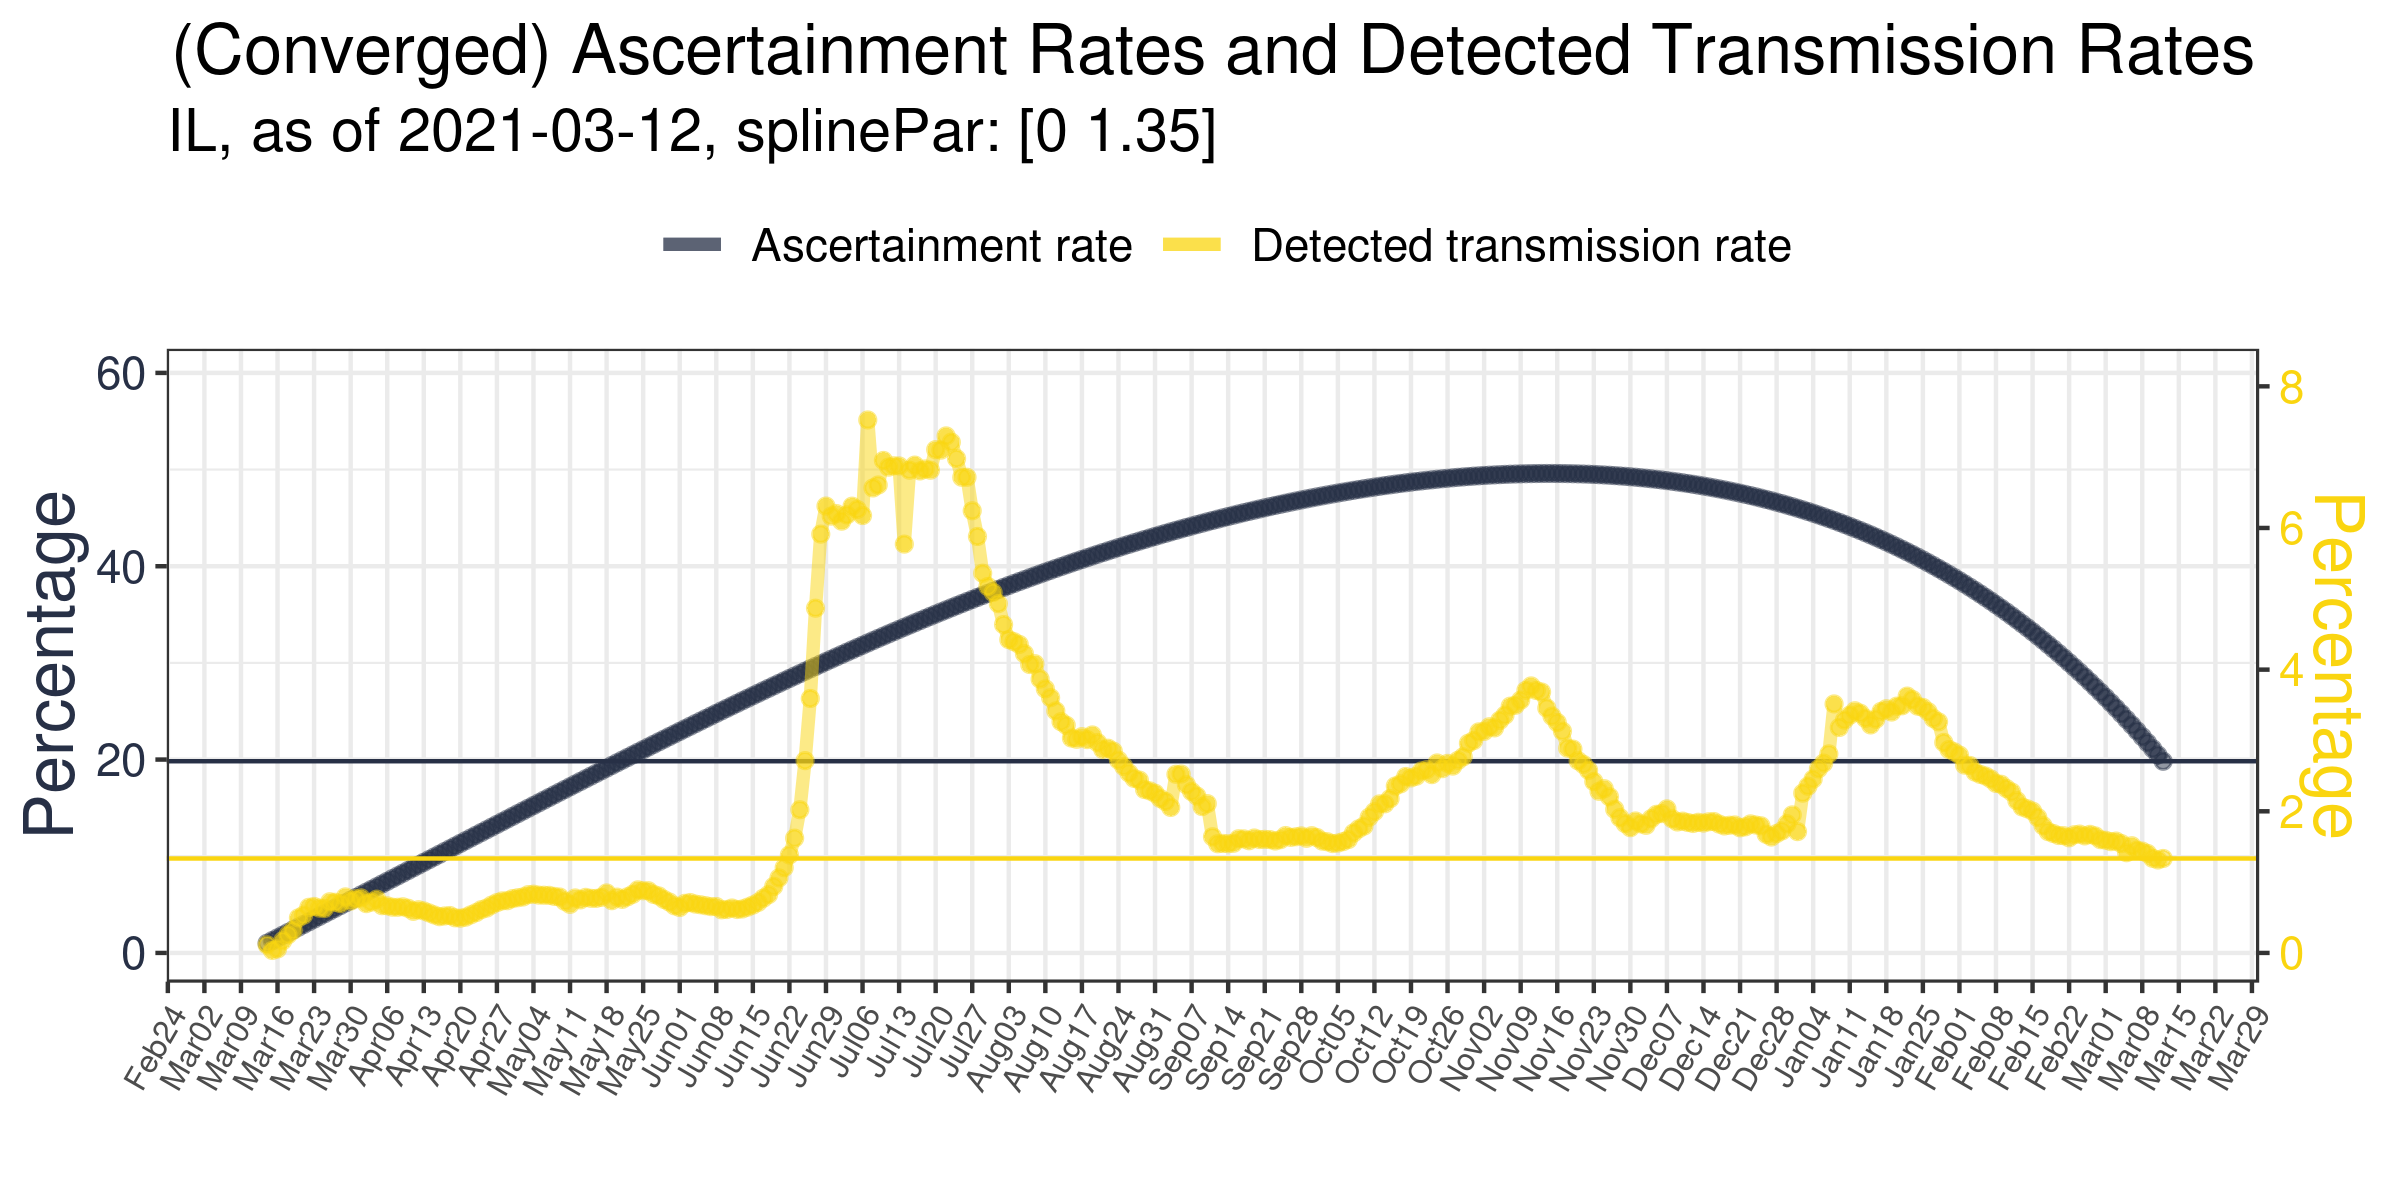 (Converged) Ascertainment Rates and Detected Transmission Rates
IL, as of 2021-03-12, splinePar: [0 1.35]
Ascertainment rate
Detected transmission rate
Percentage
60
40
20
0
8
6
4
2
0
Percentage
Feb24
Mar02
Mar09
Mar16
Mar23
Mar30
Apr06
Apr13
Apr20
Apr27
May04
May11
May18
May25
Jun01
Jun08
Jun15
Jun22
Jun29
Jul06
Jul13
Jul20
Jul27
Aug03
Aug10
Aug17
Aug24
Aug31
Sep07
Sep14
Sep21
Sep28
Oct05
Oct12
Oct19
Oct26
Nov02
Nov09
Nov16
Nov23
Nov30
Dec07
Dec14
Dec21
Dec28
Jan04
Jan11
Jan18
Jan25
Feb01
Feb08
Feb15
Feb22
Mar01
Mar08
Mar15
Mar22
Mar29